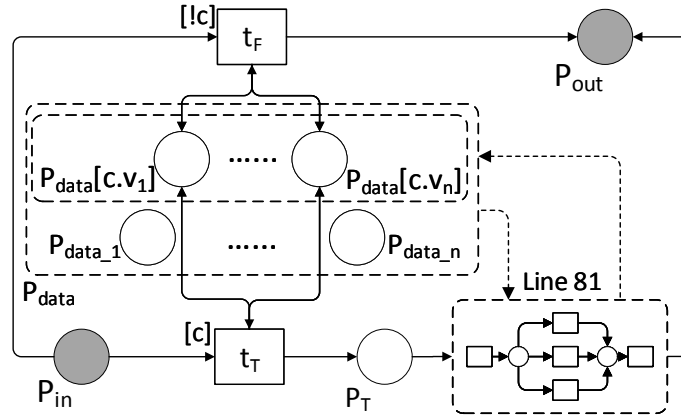 [!c]
t_F
P_out
P_data[c.v_1]
......
P_data[c.v_n]
P_data_1
......
P_data_n
P_data
Line 81
[c]
t_T
P_in
P_T